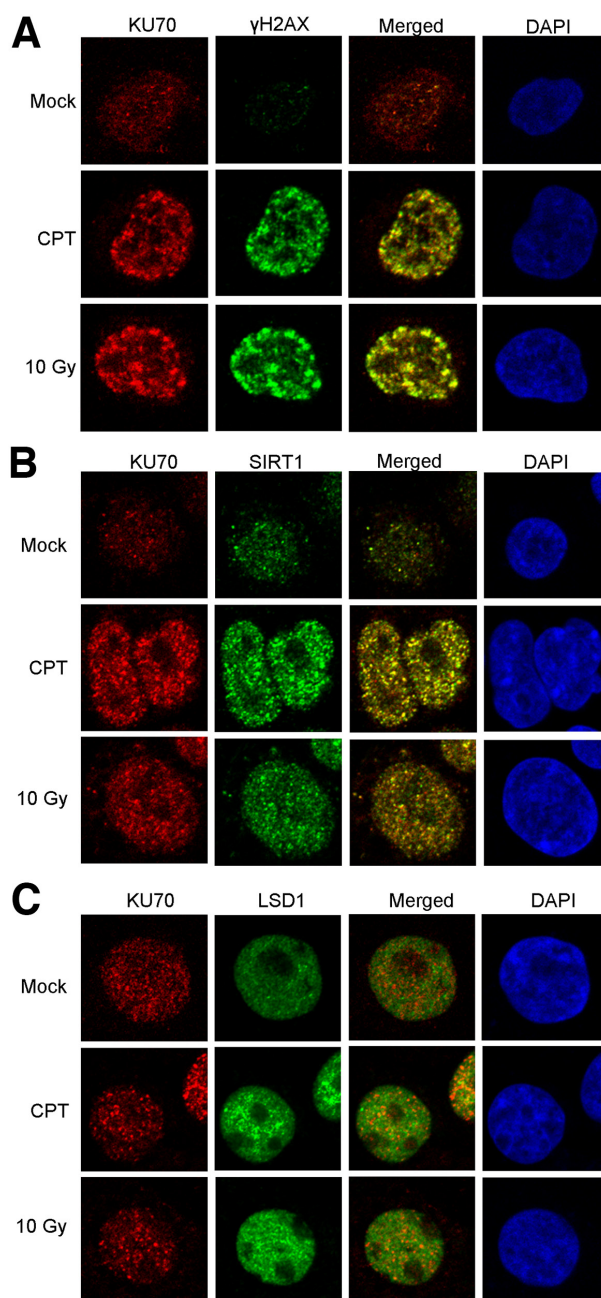 A
KU70 γH2AX Merged DAPI
Mock
CPT
10 Gy
B
KU70 SIRT1 Merged DAPI
Mock
CPT
10 Gy
C
KU70 LSD1 Merged DAPI
Mock
CPT
10 Gy